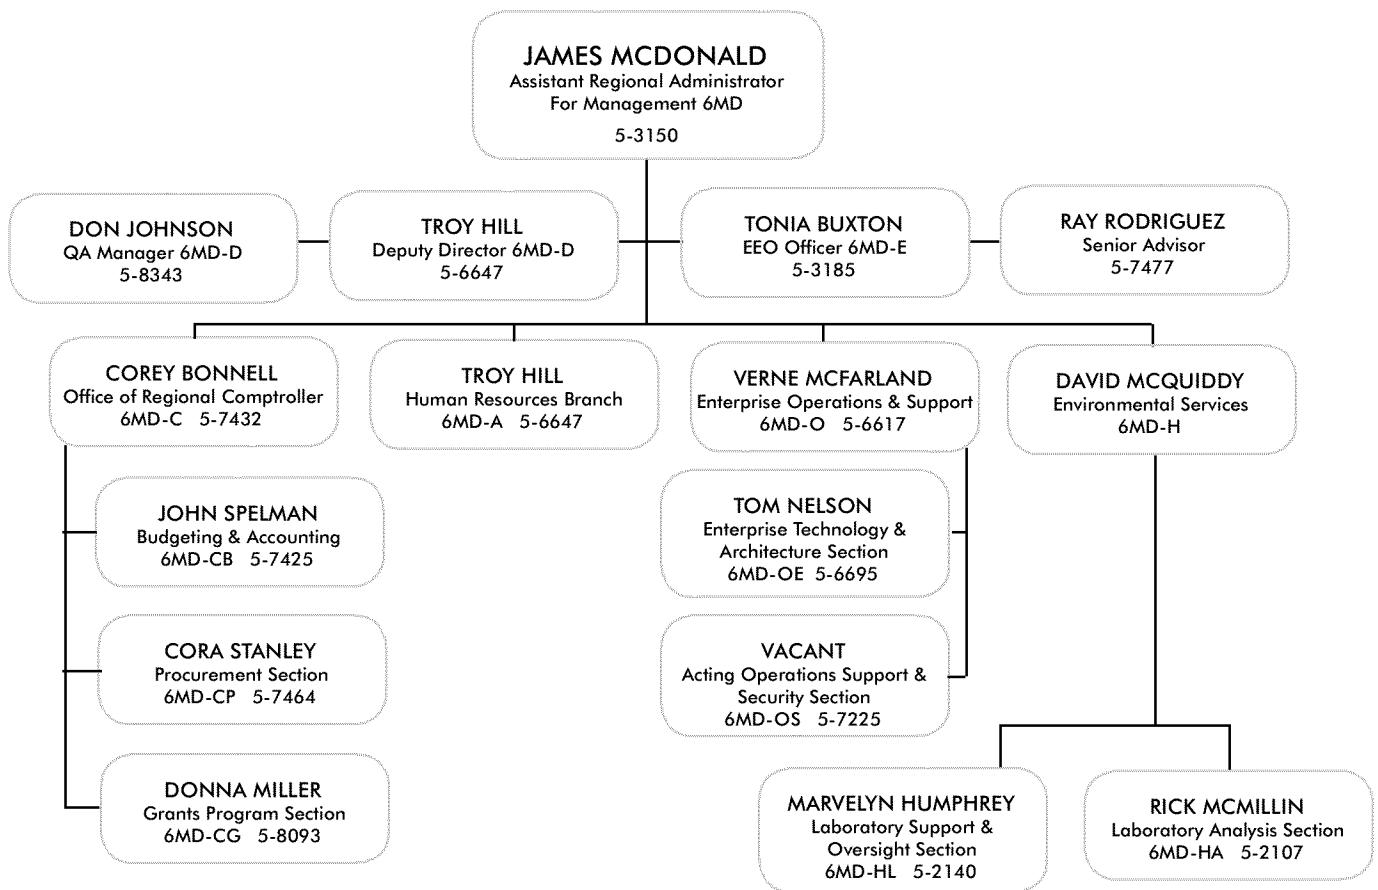 JAMES MCDONALD
Assistant Regional Administrator
For Management 6MD
5-3150
DON JOHNSON
QA Manager 6MD-D
5-8343
TROY HILL
Deputy Director 6MD-D
5-6647
TONIA BUXTON
EEO Officer 6MD-E
5-3185
RAY RODRIGUEZ
Senior Advisor
5-7477
COREY BONNELL
Office of Regional Comptroller
6MD-C 5-7432
TROY HILL
Human Resources Branch
6MD-A 5-6647
VERNE MCFARLAND
Enterprise Operations & Support
6MD-O 5-6617
DAVID MCQUIDDY
Environmental Services
6MD-H
JOHN SPELMAN
Budgeting & Accounting
6MD-CB 5-7425
CORA STANLEY
Procurement Section
6MD-CP 5-7464
DONNA MILLER
Grants Program Section
6MD-CG 5-8093
TOM NELSON
Enterprise Technology &
Architecture Section
6MD-OE 5-6695
VACANT
Acting Operations Support &
Security Section
6MD-OS 5-7225
MARVELYN HUMPHREY
Laboratory Support &
Oversight Section
6MD-HL 5-2140
RICK MCMILLIN
Laboratory Analysis Section
6MD-HA 5-2107